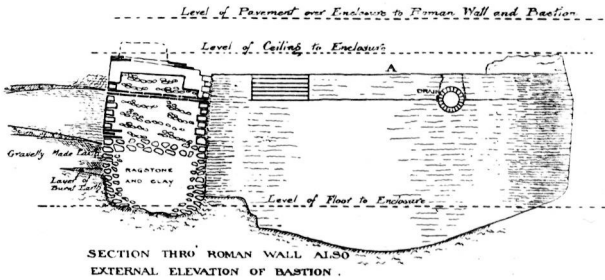 Level of Pavement over Enclosure to Roman Wall and Bastion
Level of Ceiling to Enclosure
A
DRAIN
Gravelly Made Earth
RAGSTONE
AND CLAY
Layer
Burnt Earth
Level of Floor to Enclosure
SECTION THRO' ROMAN WALL ALSO
EXTERNAL ELEVATION OF BASTION.